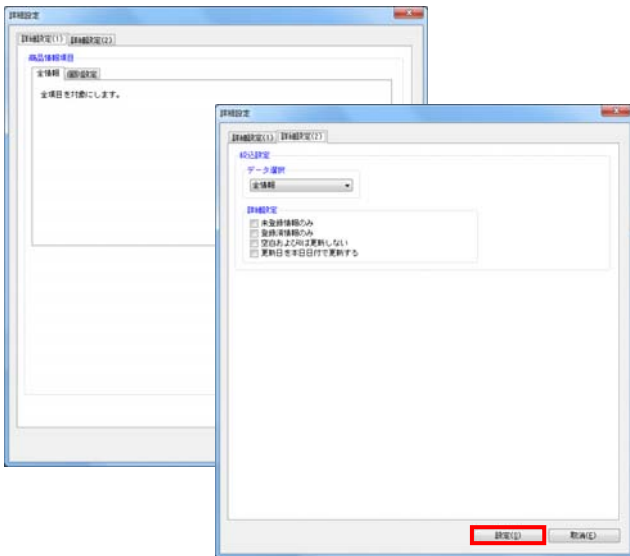 詳細設定
詳細設定(1) 詳細設定(2)
商品情報項目
全情報 個別設定
全項目を対象にします。
詳細設定
詳細設定(1) 詳細設定(2)
絞込設定
データ選択
全情報
詳細設定
未登録情報のみ
登録済情報のみ
空白および0は更新しない
更新日を本日日付で更新する
設定(S) 取消(E)